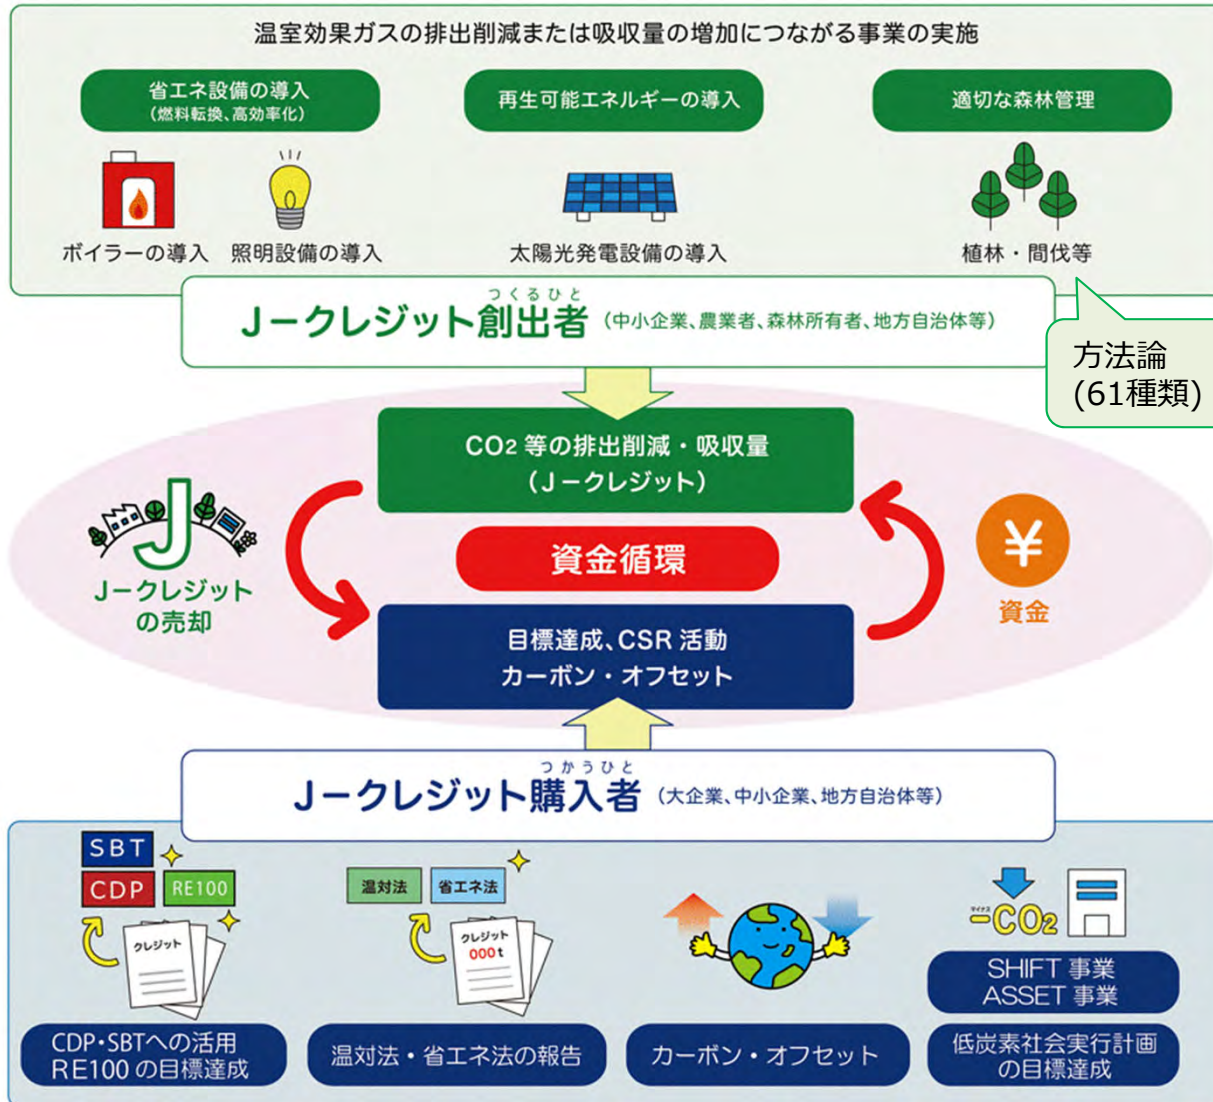 温室効果ガスの排出削減または吸収量の増加につながる事業の実施
省エネ設備の導入
(燃料転換、高効率化)
再生可能エネルギーの導入
適切な森林管理
ボイラーの導入
照明設備の導入
太陽光発電設備の導入
植林・間伐等
つくるひと
J-クレジット創出者(中小企業、農業者、森林所有者、地方自治体等)
方法論
(61種類)
CO2等の排出削減・吸収量
(J-クレジット)
J
J-クレジット
の売却
資金循環
¥
資金
目標達成、CSR 活動
カーボン・オフセット
つかうひと
J-クレジット購入者(大企業、中小企業、地方自治体等)
SBT
CDP
RE100
クレジット
CDP・SBTへの活用
RE100の目標達成
温対法
省エネ法
クレジット
000t
温対法・省エネ法の報告
カーボン・オフセット
マイナス
-CO2
SHIFT 事業
ASSET 事業
低炭素社会実行計画
の目標達成